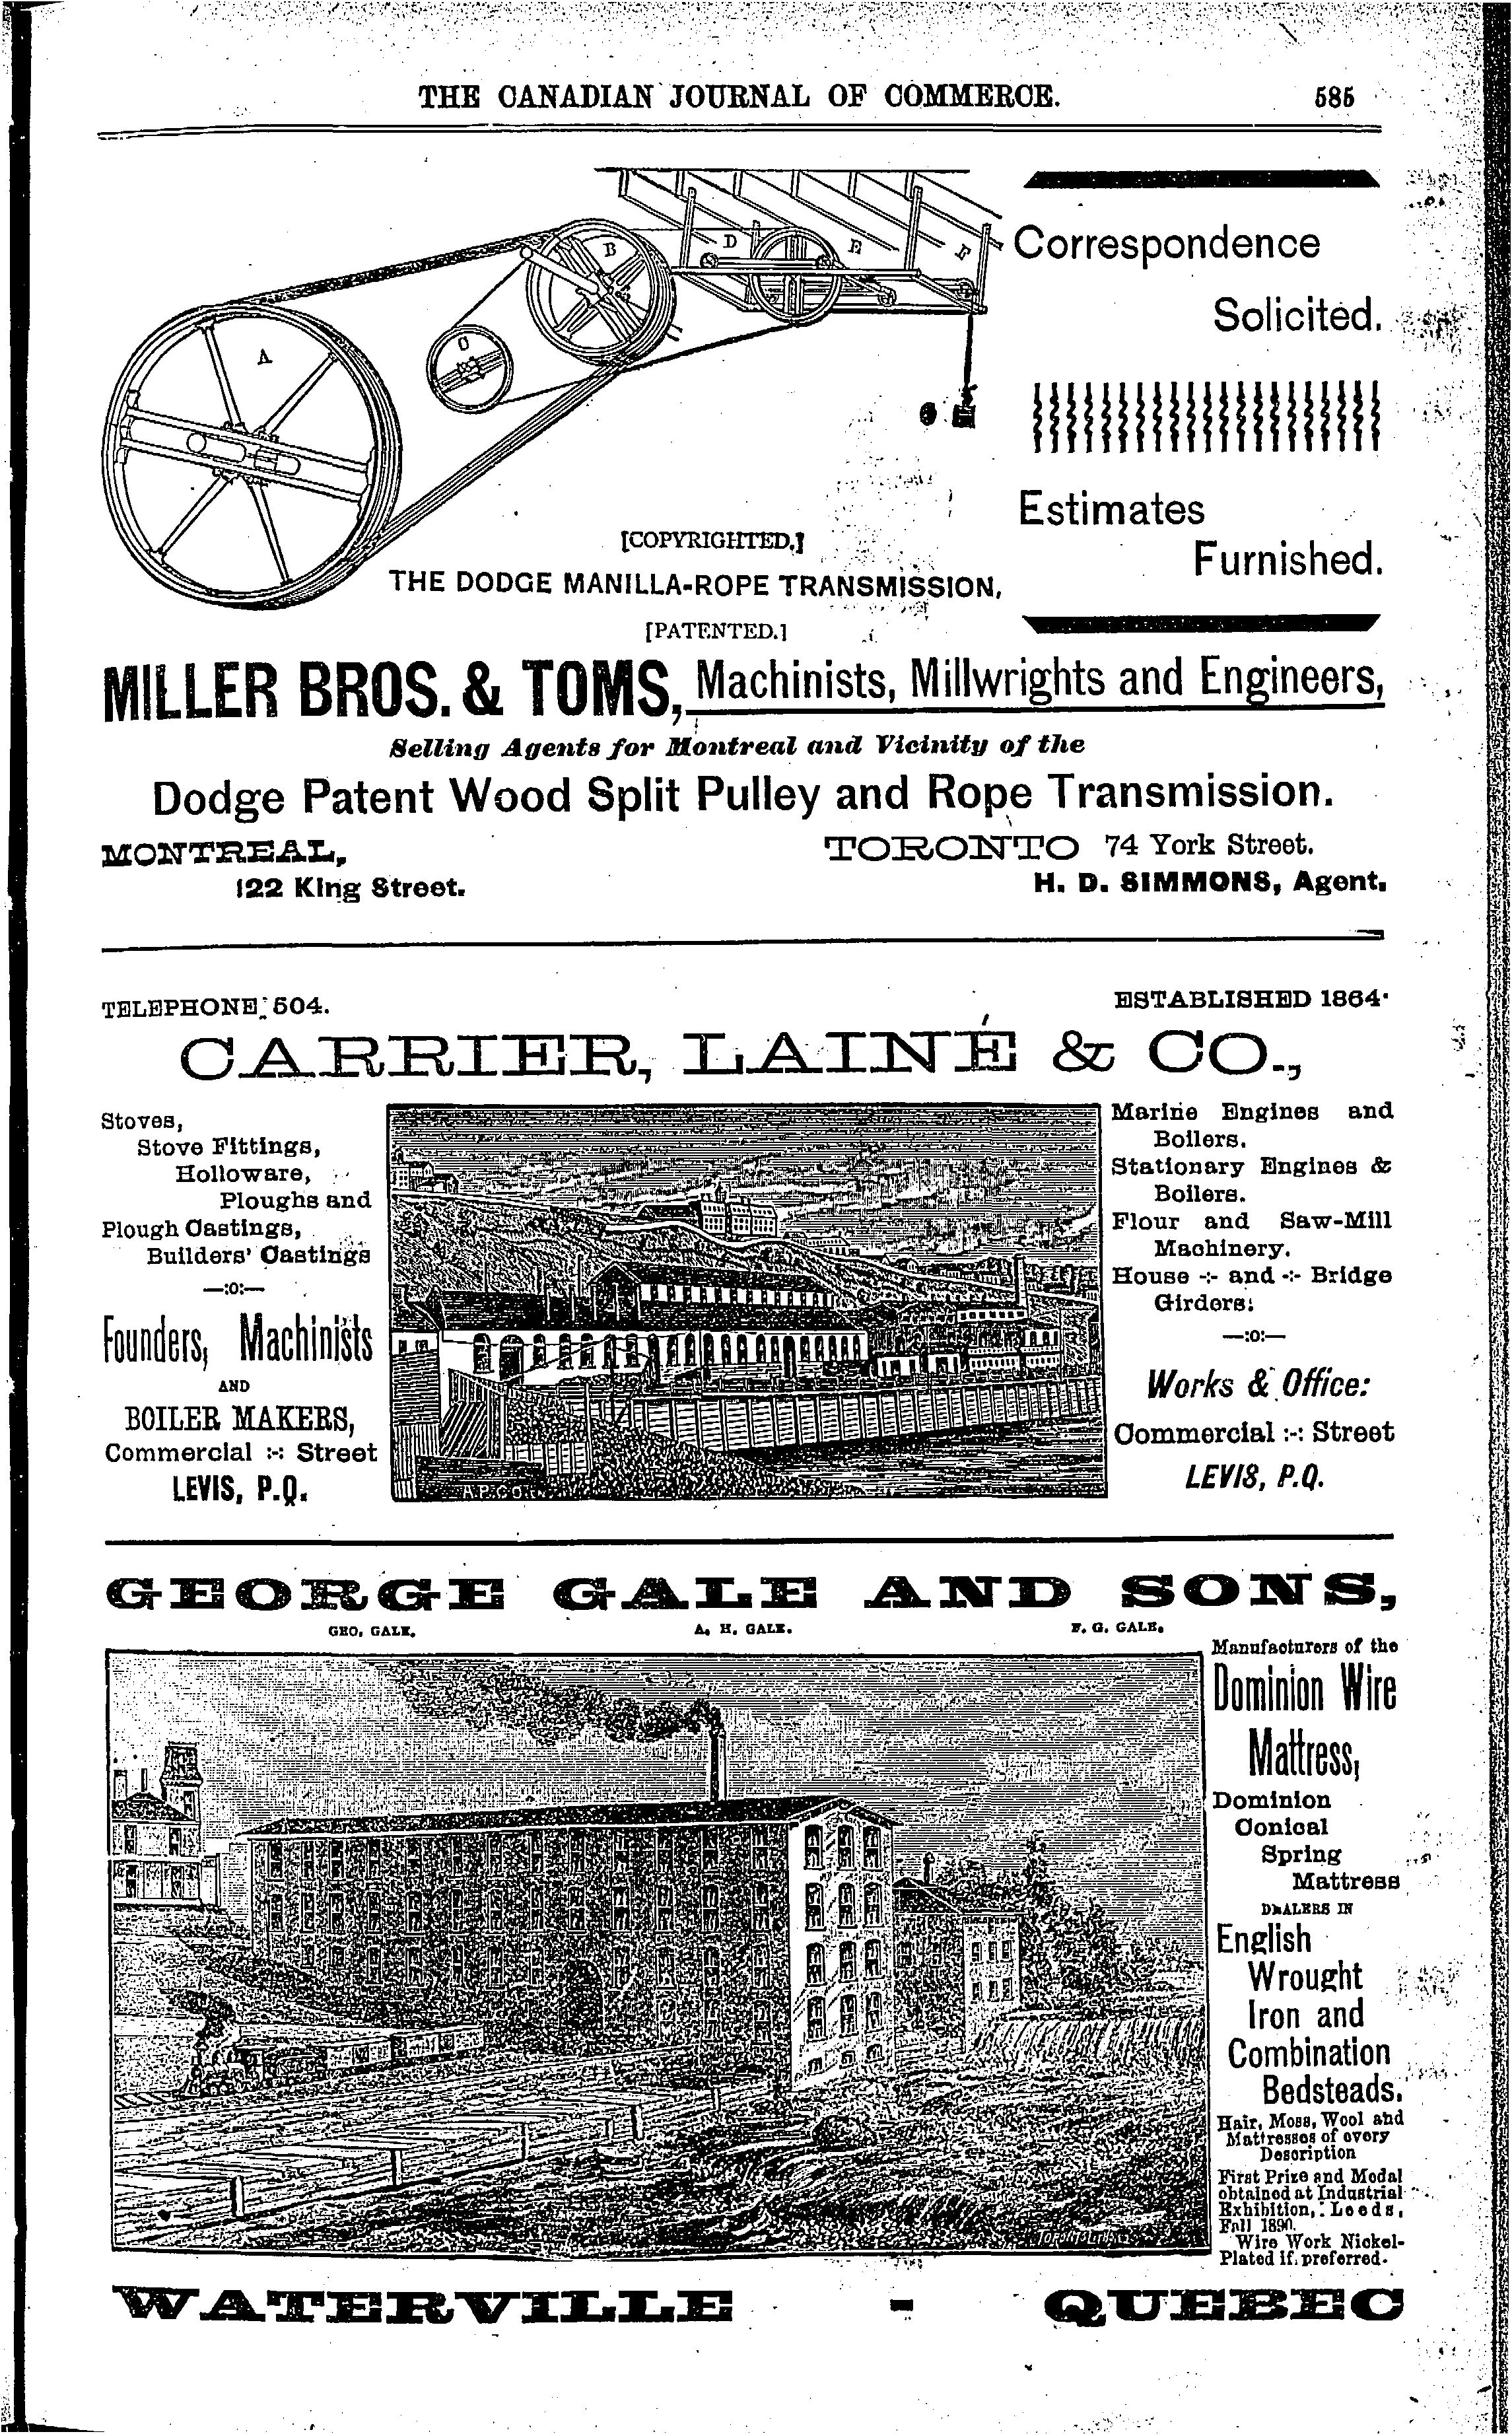 THE CANADIAN JOURNAL OF COMMERCE. 585
A
B
C
D
E
F
Correspondence
Solicited.
Estimates
Furnished.
[COPYRIGHTED.]
THE DODGE MANILLA-ROPE TRANSMISSION,
[PATENTED.]
MILLER BROS. & TOMS, Machinists, Millwrights and Engineers,
Selling Agents for Montreal and Vicinity of the
Dodge Patent Wood Split Pulley and Rope Transmission.
MONTREAL,
122 King Street.
TORONTO 74 York Street.
H. D. SIMMONS, Agent.
TELEPHONE 504.
ESTABLISHED 1864.
CARRIER, LAINÉ & CO.,
Stoves,
Stove Fittings,
Holloware,
Ploughs and
Plough Castings,
Builders' Castings
—:o:—
Founders, Machinists
AND
BOILER MAKERS,
Commercial :-: Street
LEVIS, P.Q.
A.P.CO.
Marine Engines and
Boilers.
Stationary Engines &
Boilers.
Flour and Saw-Mill
Machinery.
House -:- and -:- Bridge
Girders.
—:o:—
Works & Office:
Commercial :-: Street
LEVIS, P.Q.
GEORGE GALE AND SONS,
GEO. GALE. A. H. GALE. F. G. GALE.
Manufacturers of the
Dominion Wire
Mattress,
Dominion
Conical
Spring
Mattress
DEALERS IN
English
Wrought
Iron and
Combination
Bedsteads.
Hair, Moss, Wool and
Mattresses of every
Description
First Prize and Medal
obtained at Industrial
Exhibition, Leeds,
Fall 1890.
Wire Work Nickel-
Plated if preferred.
WATERVILLE - QUEBEC